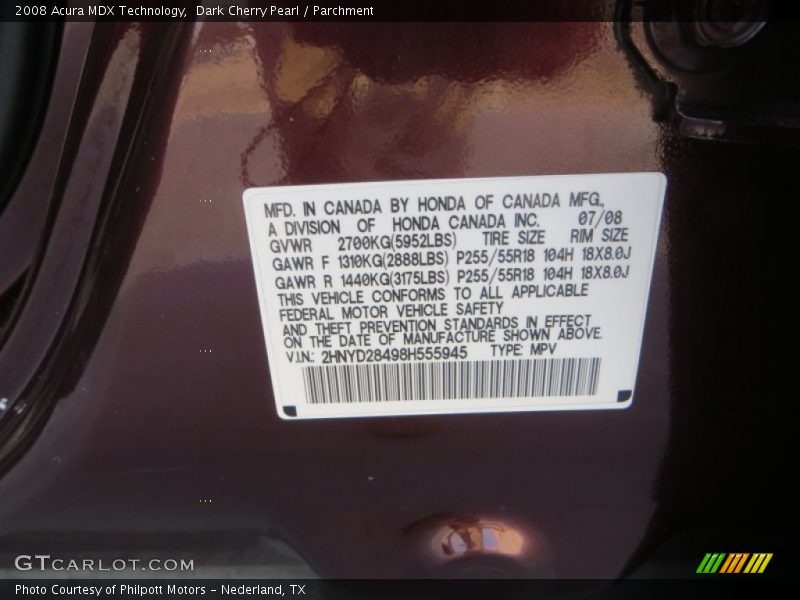 2008 Acura MDX Technology, Dark Cherry Pearl / Parchment
MFD. IN CANADA BY HONDA OF CANADA MFG.,
A DIVISION OF HONDA CANADA INC. 07/08
GVWR 2700KG(5952LBS) TIRE SIZE RIM SIZE
GAWR F 1310KG(2888LBS) P255/55R18 104H 18X8.0J
GAWR R 1440KG(3175LBS) P255/55R18 104H 18X8.0J
THIS VEHICLE CONFORMS TO ALL APPLICABLE
FEDERAL MOTOR VEHICLE SAFETY
AND THEFT PREVENTION STANDARDS IN EFFECT
ON THE DATE OF MANUFACTURE SHOWN ABOVE.
V.I.N.: 2HNYD28498H555945 TYPE: MPV
GTCARLOT.COM
Photo Courtesy of Philpott Motors - Nederland, TX